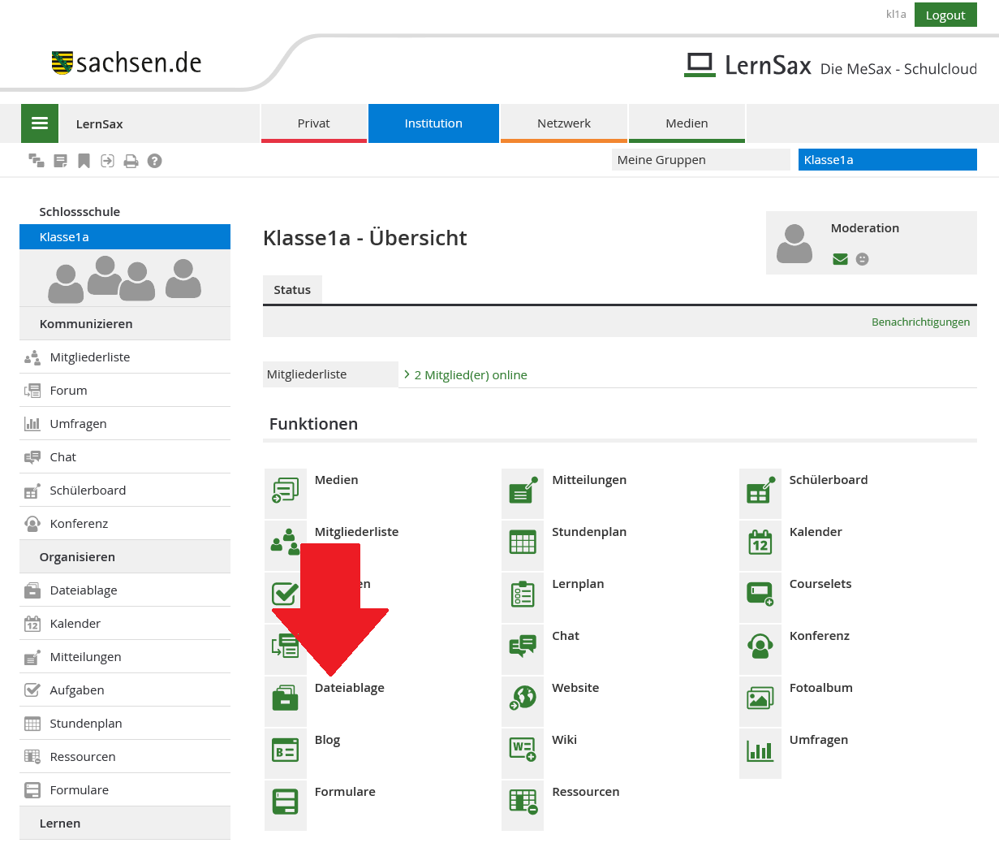 kl1a
Logout
sachsen.de
LernSax Die MeSax - Schulcloud
LernSax
Privat
Institution
Netzwerk
Medien
Meine Gruppen
Klasse1a
Schlossschule
Klasse1a
Kommunizieren
Mitgliederliste
Forum
Umfragen
Chat
Schülerboard
Konferenz
Organisieren
Dateiablage
Kalender
12
Mitteilungen
Aufgaben
Stundenplan
Ressourcen
Formulare
Lernen
Klasse1a - Übersicht
Moderation
Status
Benachrichtigungen
Mitgliederliste
2 Mitglied(er) online
Funktionen
Medien
Mitteilungen
Schülerboard
Mitgliederliste
Stundenplan
Kalender
12
en
Lernplan
Courselets
Chat
Konferenz
Dateiablage
Website
Fotoalbum
Blog
B
Wiki
W
Umfragen
Formulare
Ressourcen